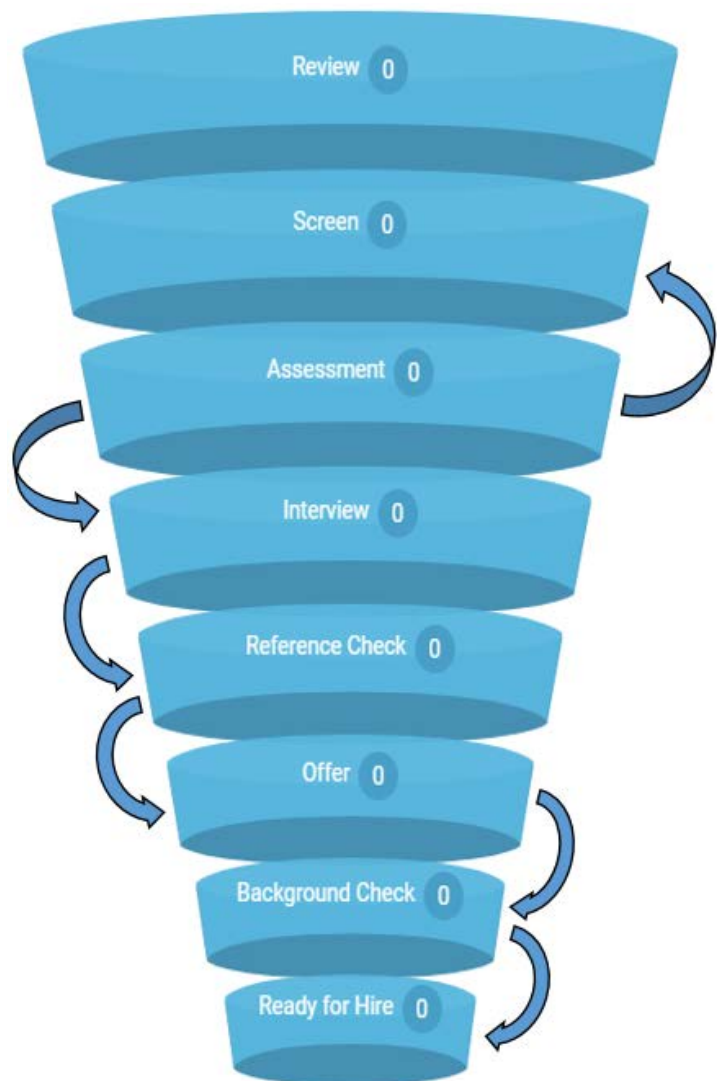 Review 0
Screen 0
Assessment 0
Interview 0
Reference Check 0
Offer 0
Background Check 0
Ready for Hire 0